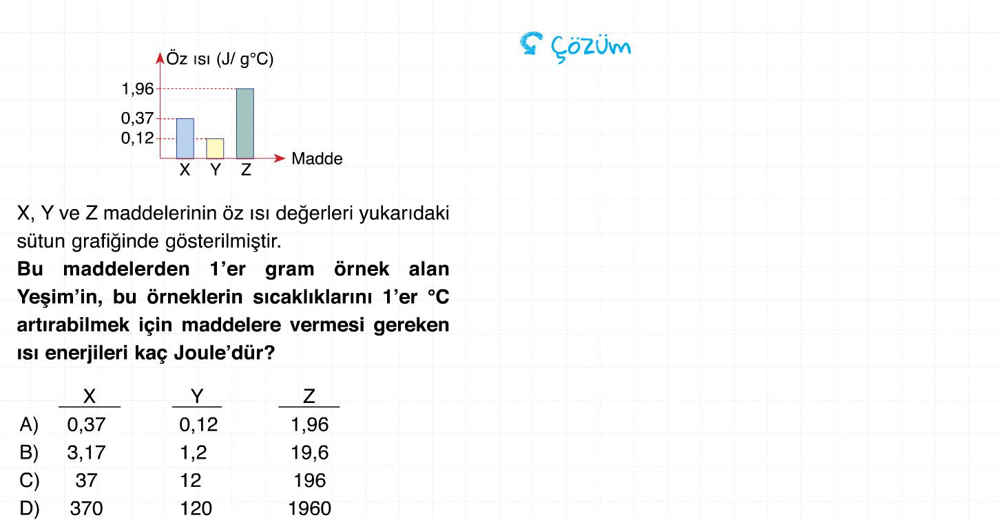 Çözüm
Öz ısı (J/ g°C)
1,96
0,37
0,12
Madde
X Y Z
X, Y ve Z maddelerinin öz ısı değerleri yukarıdaki
sütun grafiğinde gösterilmiştir.
Bu maddelerden 1’er gram örnek alan
Yeşim’in, bu örneklerin sıcaklıklarını 1’er °C
artırabilmek için maddelere vermesi gereken
ısı enerjileri kaç Joule’dür?
X Y Z
A) 0,37 0,12 1,96
B) 3,17 1,2 19,6
C) 37 12 196
D) 370 120 1960